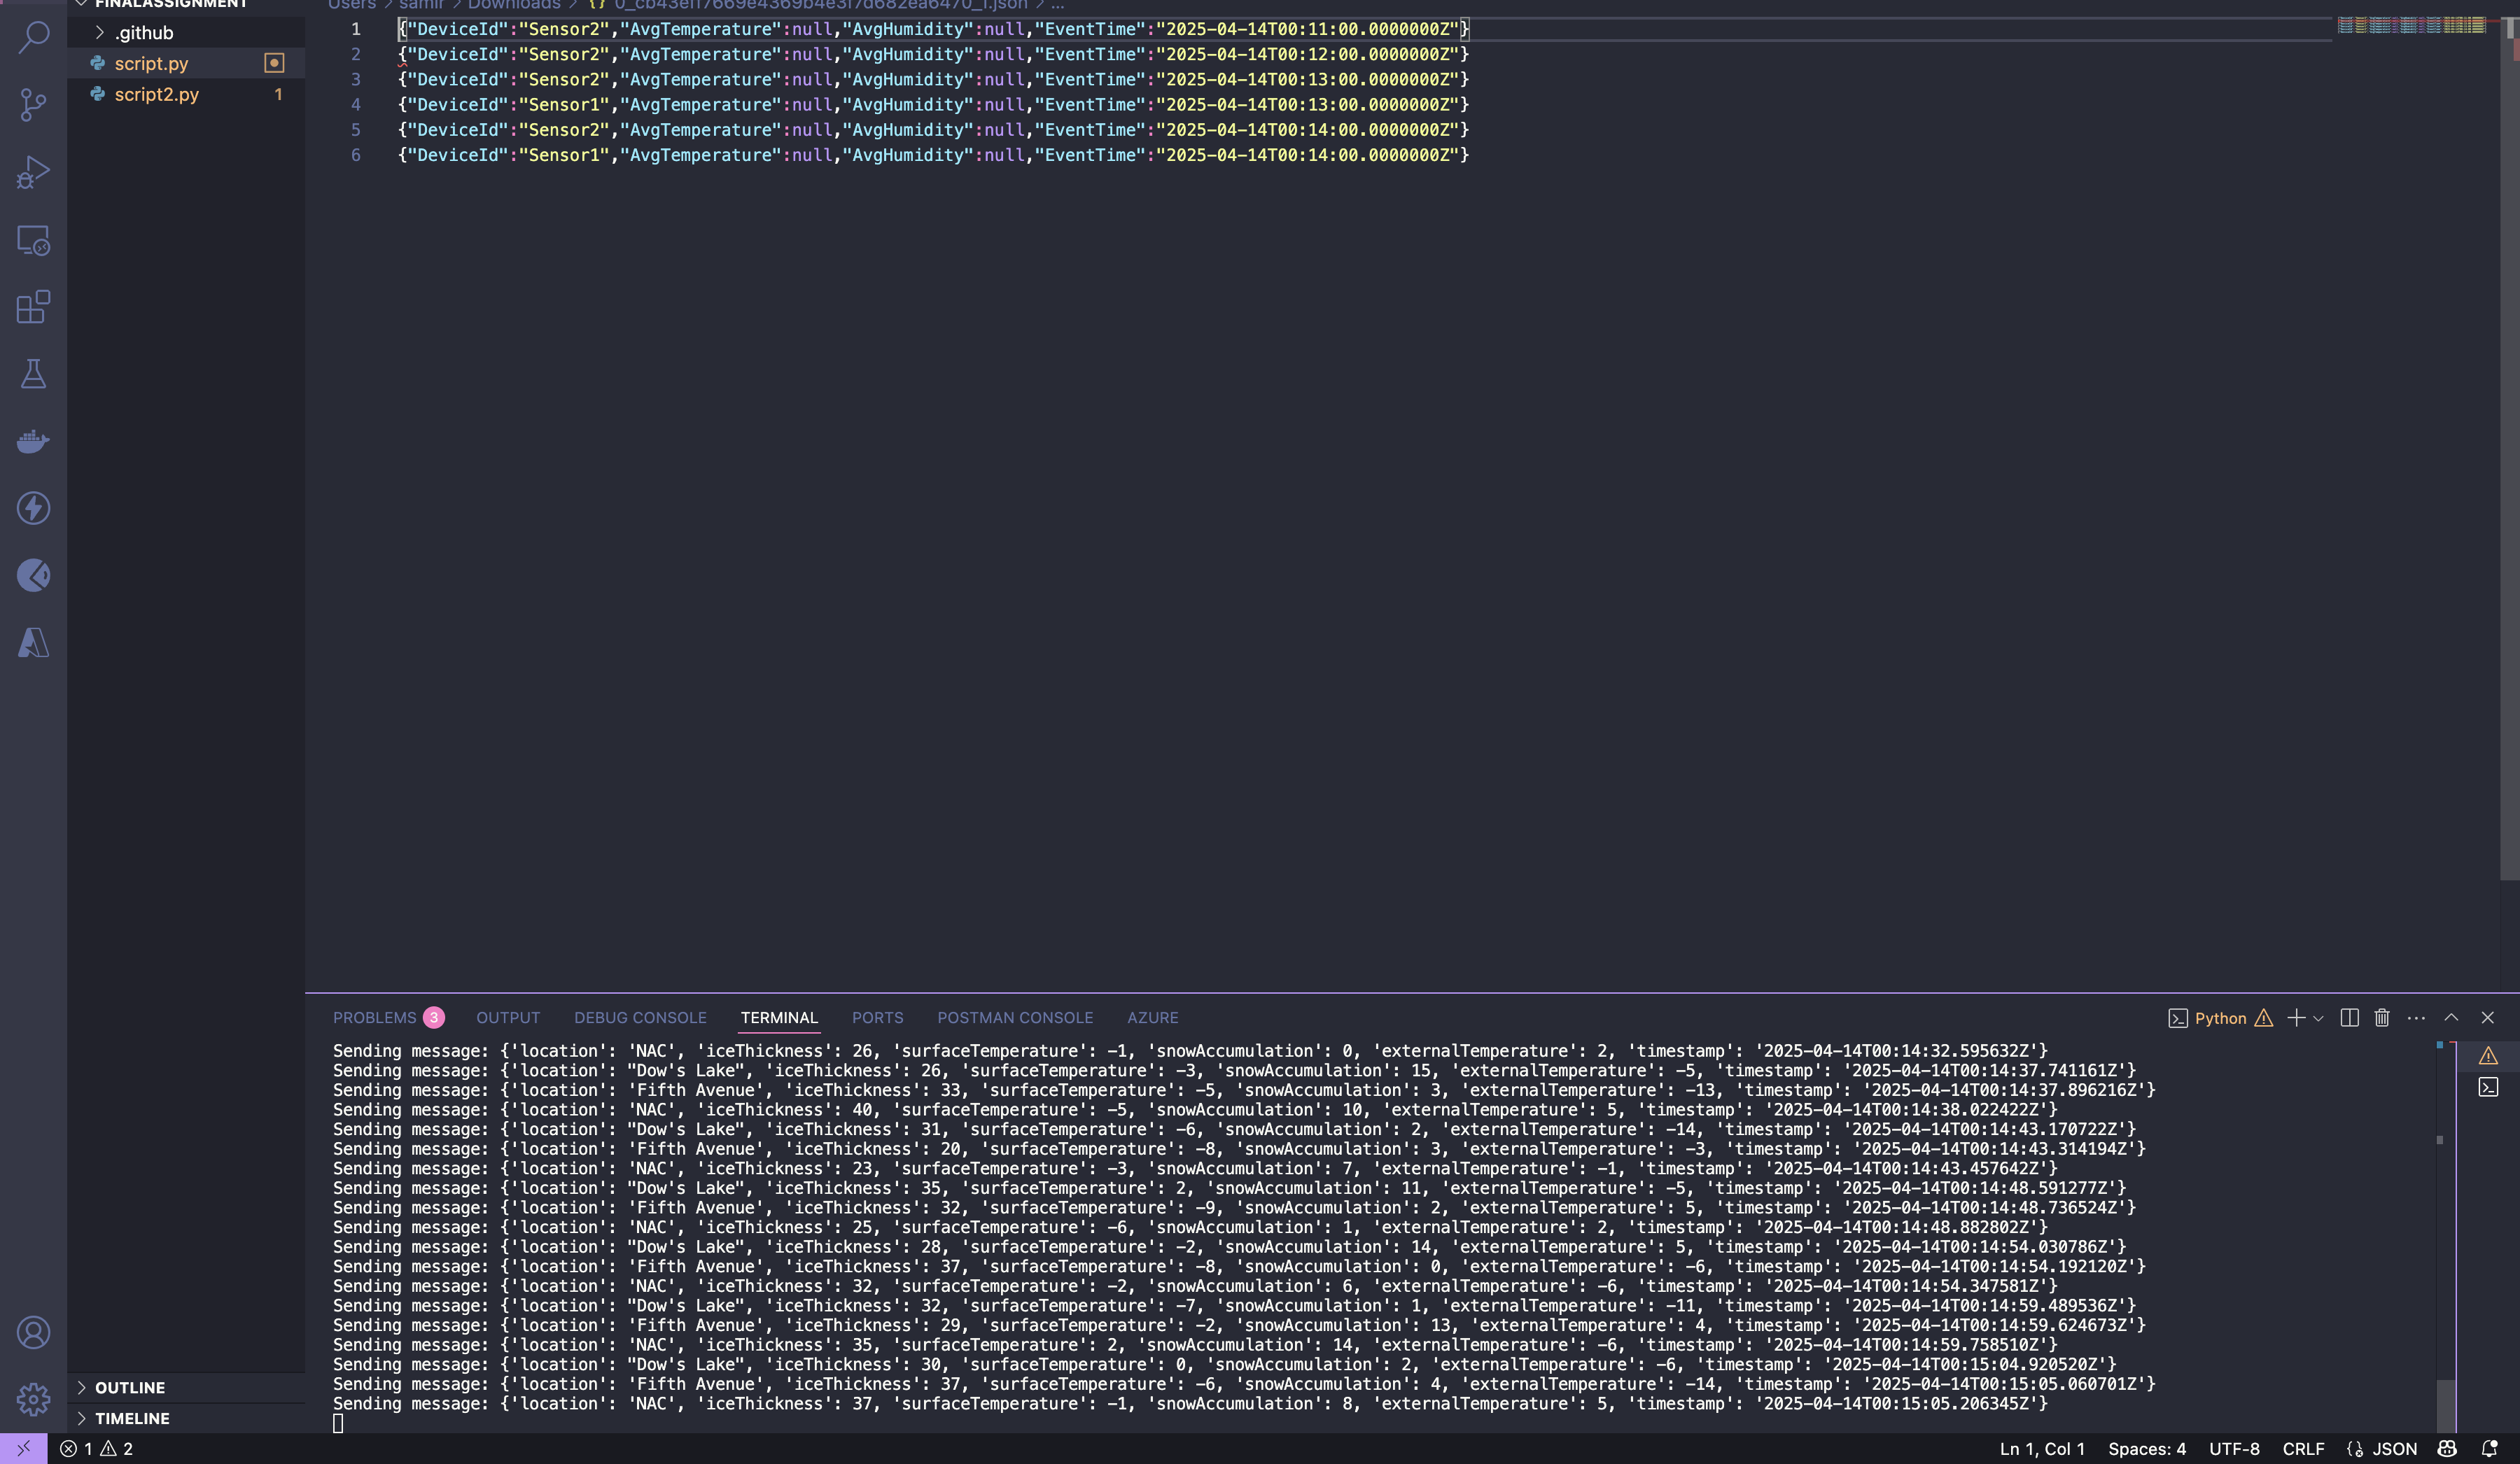 FINALASSIGNMENT
.github
script.py
script2.py 1
OUTLINE
TIMELINE
Users > samir > Downloads > {}
1 {"DeviceId":"Sensor2","AvgTemperature":null,"AvgHumidity":null,"EventTime":"2025-04-14T00:11:00.0000000Z"}
2 {"DeviceId":"Sensor2","AvgTemperature":null,"AvgHumidity":null,"EventTime":"2025-04-14T00:12:00.0000000Z"}
3 {"DeviceId":"Sensor2","AvgTemperature":null,"AvgHumidity":null,"EventTime":"2025-04-14T00:13:00.0000000Z"}
4 {"DeviceId":"Sensor1","AvgTemperature":null,"AvgHumidity":null,"EventTime":"2025-04-14T00:13:00.0000000Z"}
5 {"DeviceId":"Sensor2","AvgTemperature":null,"AvgHumidity":null,"EventTime":"2025-04-14T00:14:00.0000000Z"}
6 {"DeviceId":"Sensor1","AvgTemperature":null,"AvgHumidity":null,"EventTime":"2025-04-14T00:14:00.0000000Z"}
PROBLEMS 3 OUTPUT DEBUG CONSOLE TERMINAL PORTS POSTMAN CONSOLE AZURE Python
Sending message: {'location': 'NAC', 'iceThickness': 26, 'surfaceTemperature': -1, 'snowAccumulation': 0, 'externalTemperature': 2, 'timestamp': '2025-04-14T00:14:32.595632Z'}
Sending message: {'location': "Dow's Lake", 'iceThickness': 26, 'surfaceTemperature': -3, 'snowAccumulation': 15, 'externalTemperature': -5, 'timestamp': '2025-04-14T00:14:37.741161Z'}
Sending message: {'location': 'Fifth Avenue', 'iceThickness': 33, 'surfaceTemperature': -5, 'snowAccumulation': 3, 'externalTemperature': -13, 'timestamp': '2025-04-14T00:14:37.896216Z'}
Sending message: {'location': 'NAC', 'iceThickness': 40, 'surfaceTemperature': -5, 'snowAccumulation': 10, 'externalTemperature': 5, 'timestamp': '2025-04-14T00:14:38.022422Z'}
Sending message: {'location': "Dow's Lake", 'iceThickness': 31, 'surfaceTemperature': -6, 'snowAccumulation': 2, 'externalTemperature': -14, 'timestamp': '2025-04-14T00:14:43.170722Z'}
Sending message: {'location': 'Fifth Avenue', 'iceThickness': 20, 'surfaceTemperature': -8, 'snowAccumulation': 3, 'externalTemperature': -3, 'timestamp': '2025-04-14T00:14:43.314194Z'}
Sending message: {'location': 'NAC', 'iceThickness': 23, 'surfaceTemperature': -3, 'snowAccumulation': 7, 'externalTemperature': -1, 'timestamp': '2025-04-14T00:14:43.457642Z'}
Sending message: {'location': "Dow's Lake", 'iceThickness': 35, 'surfaceTemperature': 2, 'snowAccumulation': 11, 'externalTemperature': -5, 'timestamp': '2025-04-14T00:14:48.591277Z'}
Sending message: {'location': 'Fifth Avenue', 'iceThickness': 32, 'surfaceTemperature': -9, 'snowAccumulation': 2, 'externalTemperature': 5, 'timestamp': '2025-04-14T00:14:48.736524Z'}
Sending message: {'location': 'NAC', 'iceThickness': 25, 'surfaceTemperature': -6, 'snowAccumulation': 1, 'externalTemperature': 2, 'timestamp': '2025-04-14T00:14:48.882802Z'}
Sending message: {'location': "Dow's Lake", 'iceThickness': 28, 'surfaceTemperature': -2, 'snowAccumulation': 14, 'externalTemperature': 5, 'timestamp': '2025-04-14T00:14:54.030786Z'}
Sending message: {'location': 'Fifth Avenue', 'iceThickness': 37, 'surfaceTemperature': -8, 'snowAccumulation': 0, 'externalTemperature': -6, 'timestamp': '2025-04-14T00:14:54.192120Z'}
Sending message: {'location': 'NAC', 'iceThickness': 32, 'surfaceTemperature': -2, 'snowAccumulation': 6, 'externalTemperature': -6, 'timestamp': '2025-04-14T00:14:54.347581Z'}
Sending message: {'location': "Dow's Lake", 'iceThickness': 32, 'surfaceTemperature': -7, 'snowAccumulation': 1, 'externalTemperature': -11, 'timestamp': '2025-04-14T00:14:59.489536Z'}
Sending message: {'location': 'Fifth Avenue', 'iceThickness': 29, 'surfaceTemperature': -2, 'snowAccumulation': 13, 'externalTemperature': 4, 'timestamp': '2025-04-14T00:14:59.624673Z'}
Sending message: {'location': 'NAC', 'iceThickness': 35, 'surfaceTemperature': 2, 'snowAccumulation': 14, 'externalTemperature': -6, 'timestamp': '2025-04-14T00:14:59.758510Z'}
Sending message: {'location': "Dow's Lake", 'iceThickness': 30, 'surfaceTemperature': 0, 'snowAccumulation': 2, 'externalTemperature': -6, 'timestamp': '2025-04-14T00:15:04.920520Z'}
Sending message: {'location': 'Fifth Avenue', 'iceThickness': 37, 'surfaceTemperature': -6, 'snowAccumulation': 4, 'externalTemperature': -14, 'timestamp': '2025-04-14T00:15:05.060701Z'}
Sending message: {'location': 'NAC', 'iceThickness': 37, 'surfaceTemperature': -1, 'snowAccumulation': 8, 'externalTemperature': 5, 'timestamp': '2025-04-14T00:15:05.206345Z'}
1 2 Ln 1, Col 1 Spaces: 4 UTF-8 CRLF {} JSON